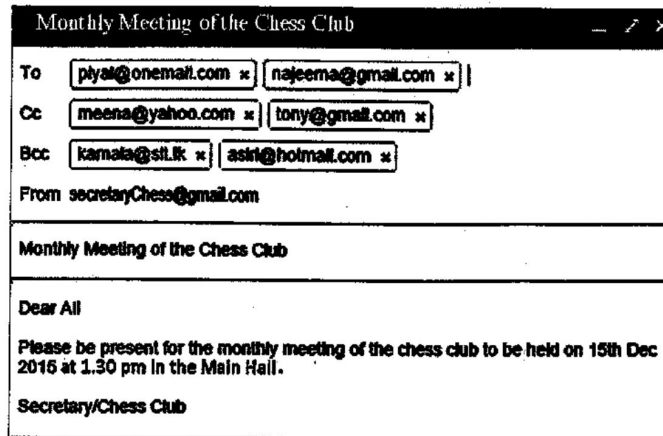 Monthly Meeting of the Chess Club
To piyal@onemail.com × najeema@gmail.com ×
Cc meena@yahoo.com × tony@gmail.com ×
Bcc kamala@slt.lk × asiri@hotmail.com ×
From secretaryChess@gmail.com
Monthly Meeting of the Chess Club
Dear All
Please be present for the monthly meeting of the chess club to be held on 15th Dec
2015 at 1.30 pm in the Main Hall.
Secretary/Chess Club